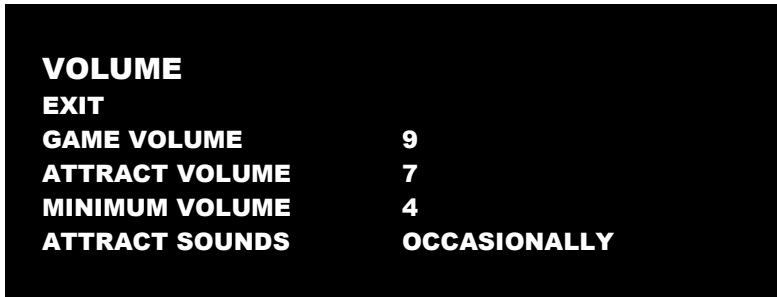 VOLUME
EXIT
GAME VOLUME 9
ATTRACT VOLUME 7
MINIMUM VOLUME 4
ATTRACT SOUNDS OCCASIONALLY